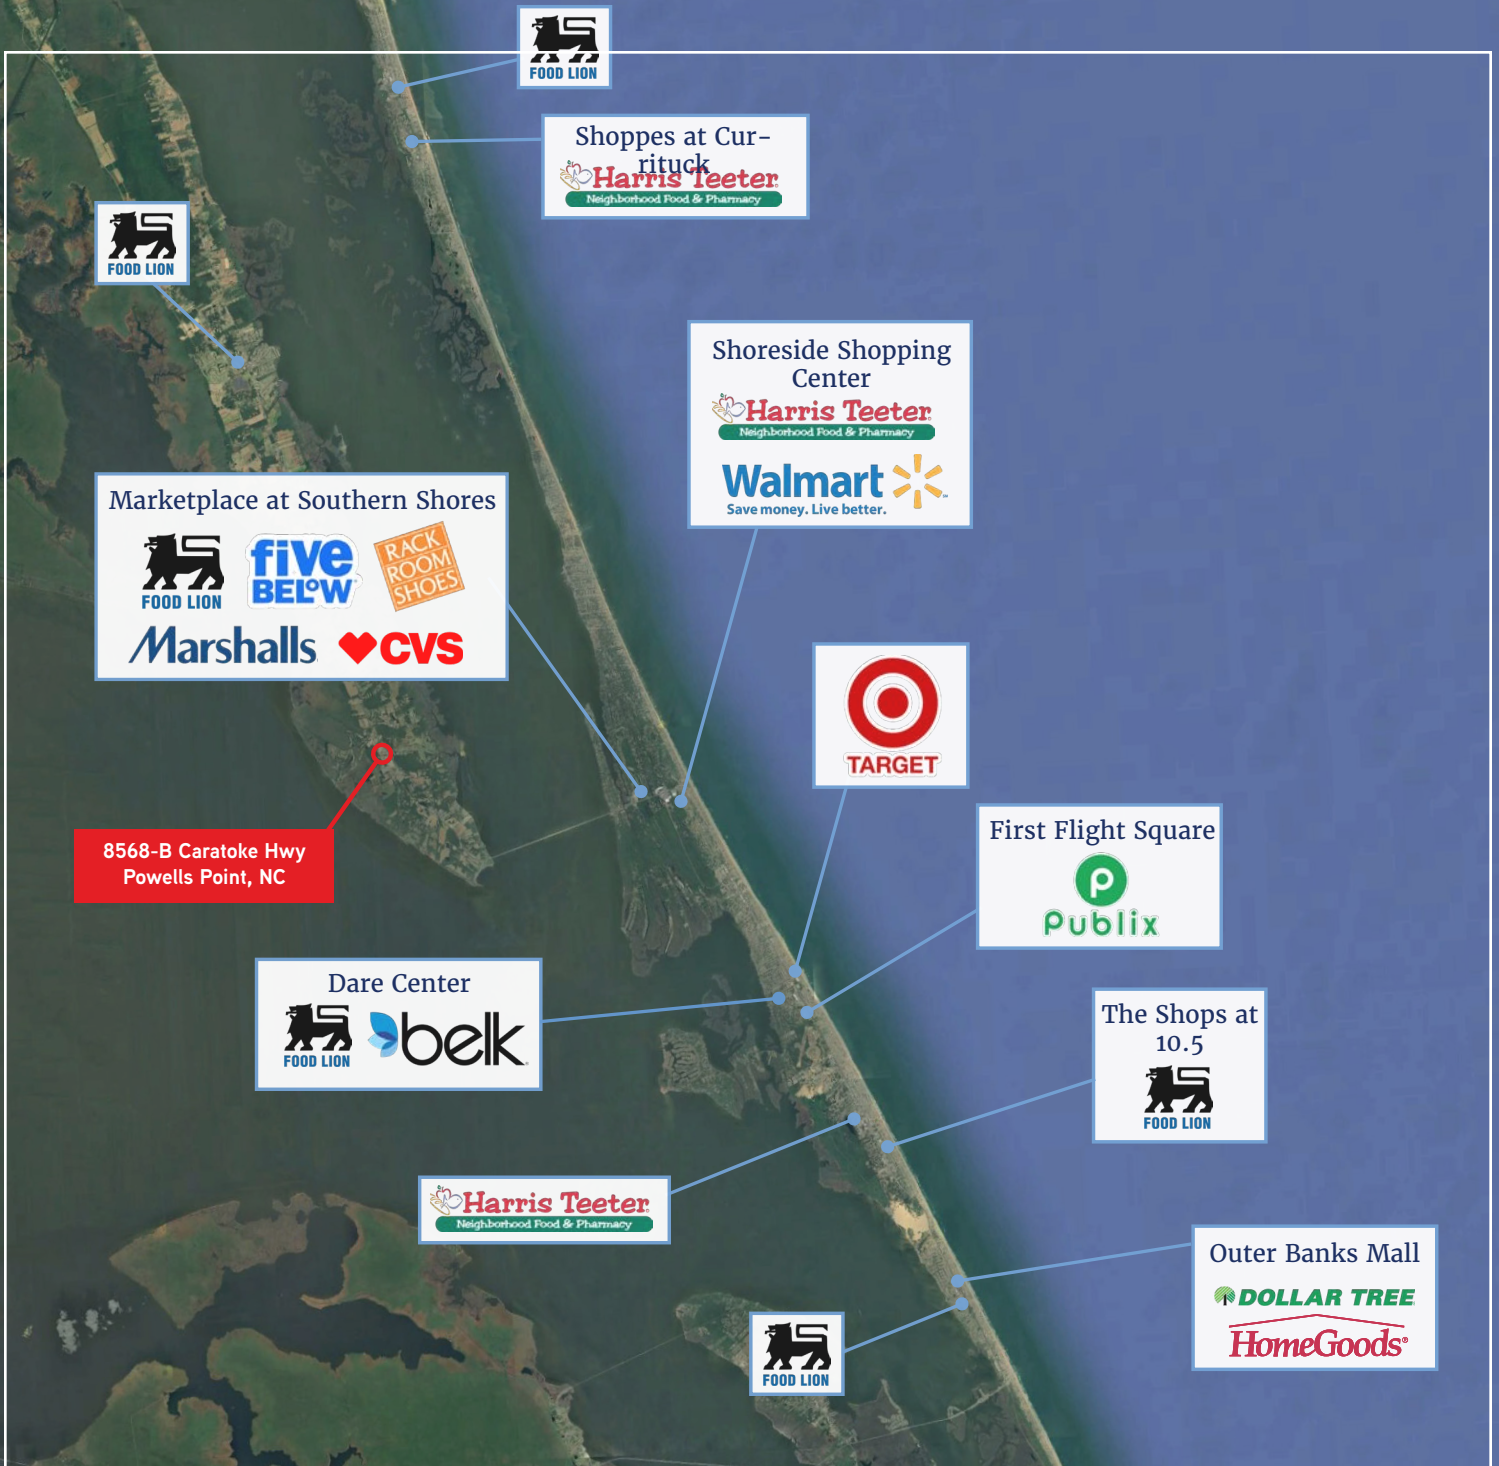 FOOD LION
Shoppes at Cur-
rituck
Harris Teeter
Neighborhood Food & Pharmacy
FOOD LION
Shoreside Shopping
Center
Harris Teeter
Neighborhood Food & Pharmacy
Walmart
Save money. Live better.
Marketplace at Southern Shores
FOOD LION
five
BELOW
RACK
ROOM
SHOES
Marshalls
CVS
TARGET
8568-B Caratoke Hwy
Powells Point, NC
First Flight Square
P
Publix
Dare Center
FOOD LION
belk
The Shops at
10.5
FOOD LION
Harris Teeter
Neighborhood Food & Pharmacy
Outer Banks Mall
DOLLAR TREE
HomeGoods
FOOD LION